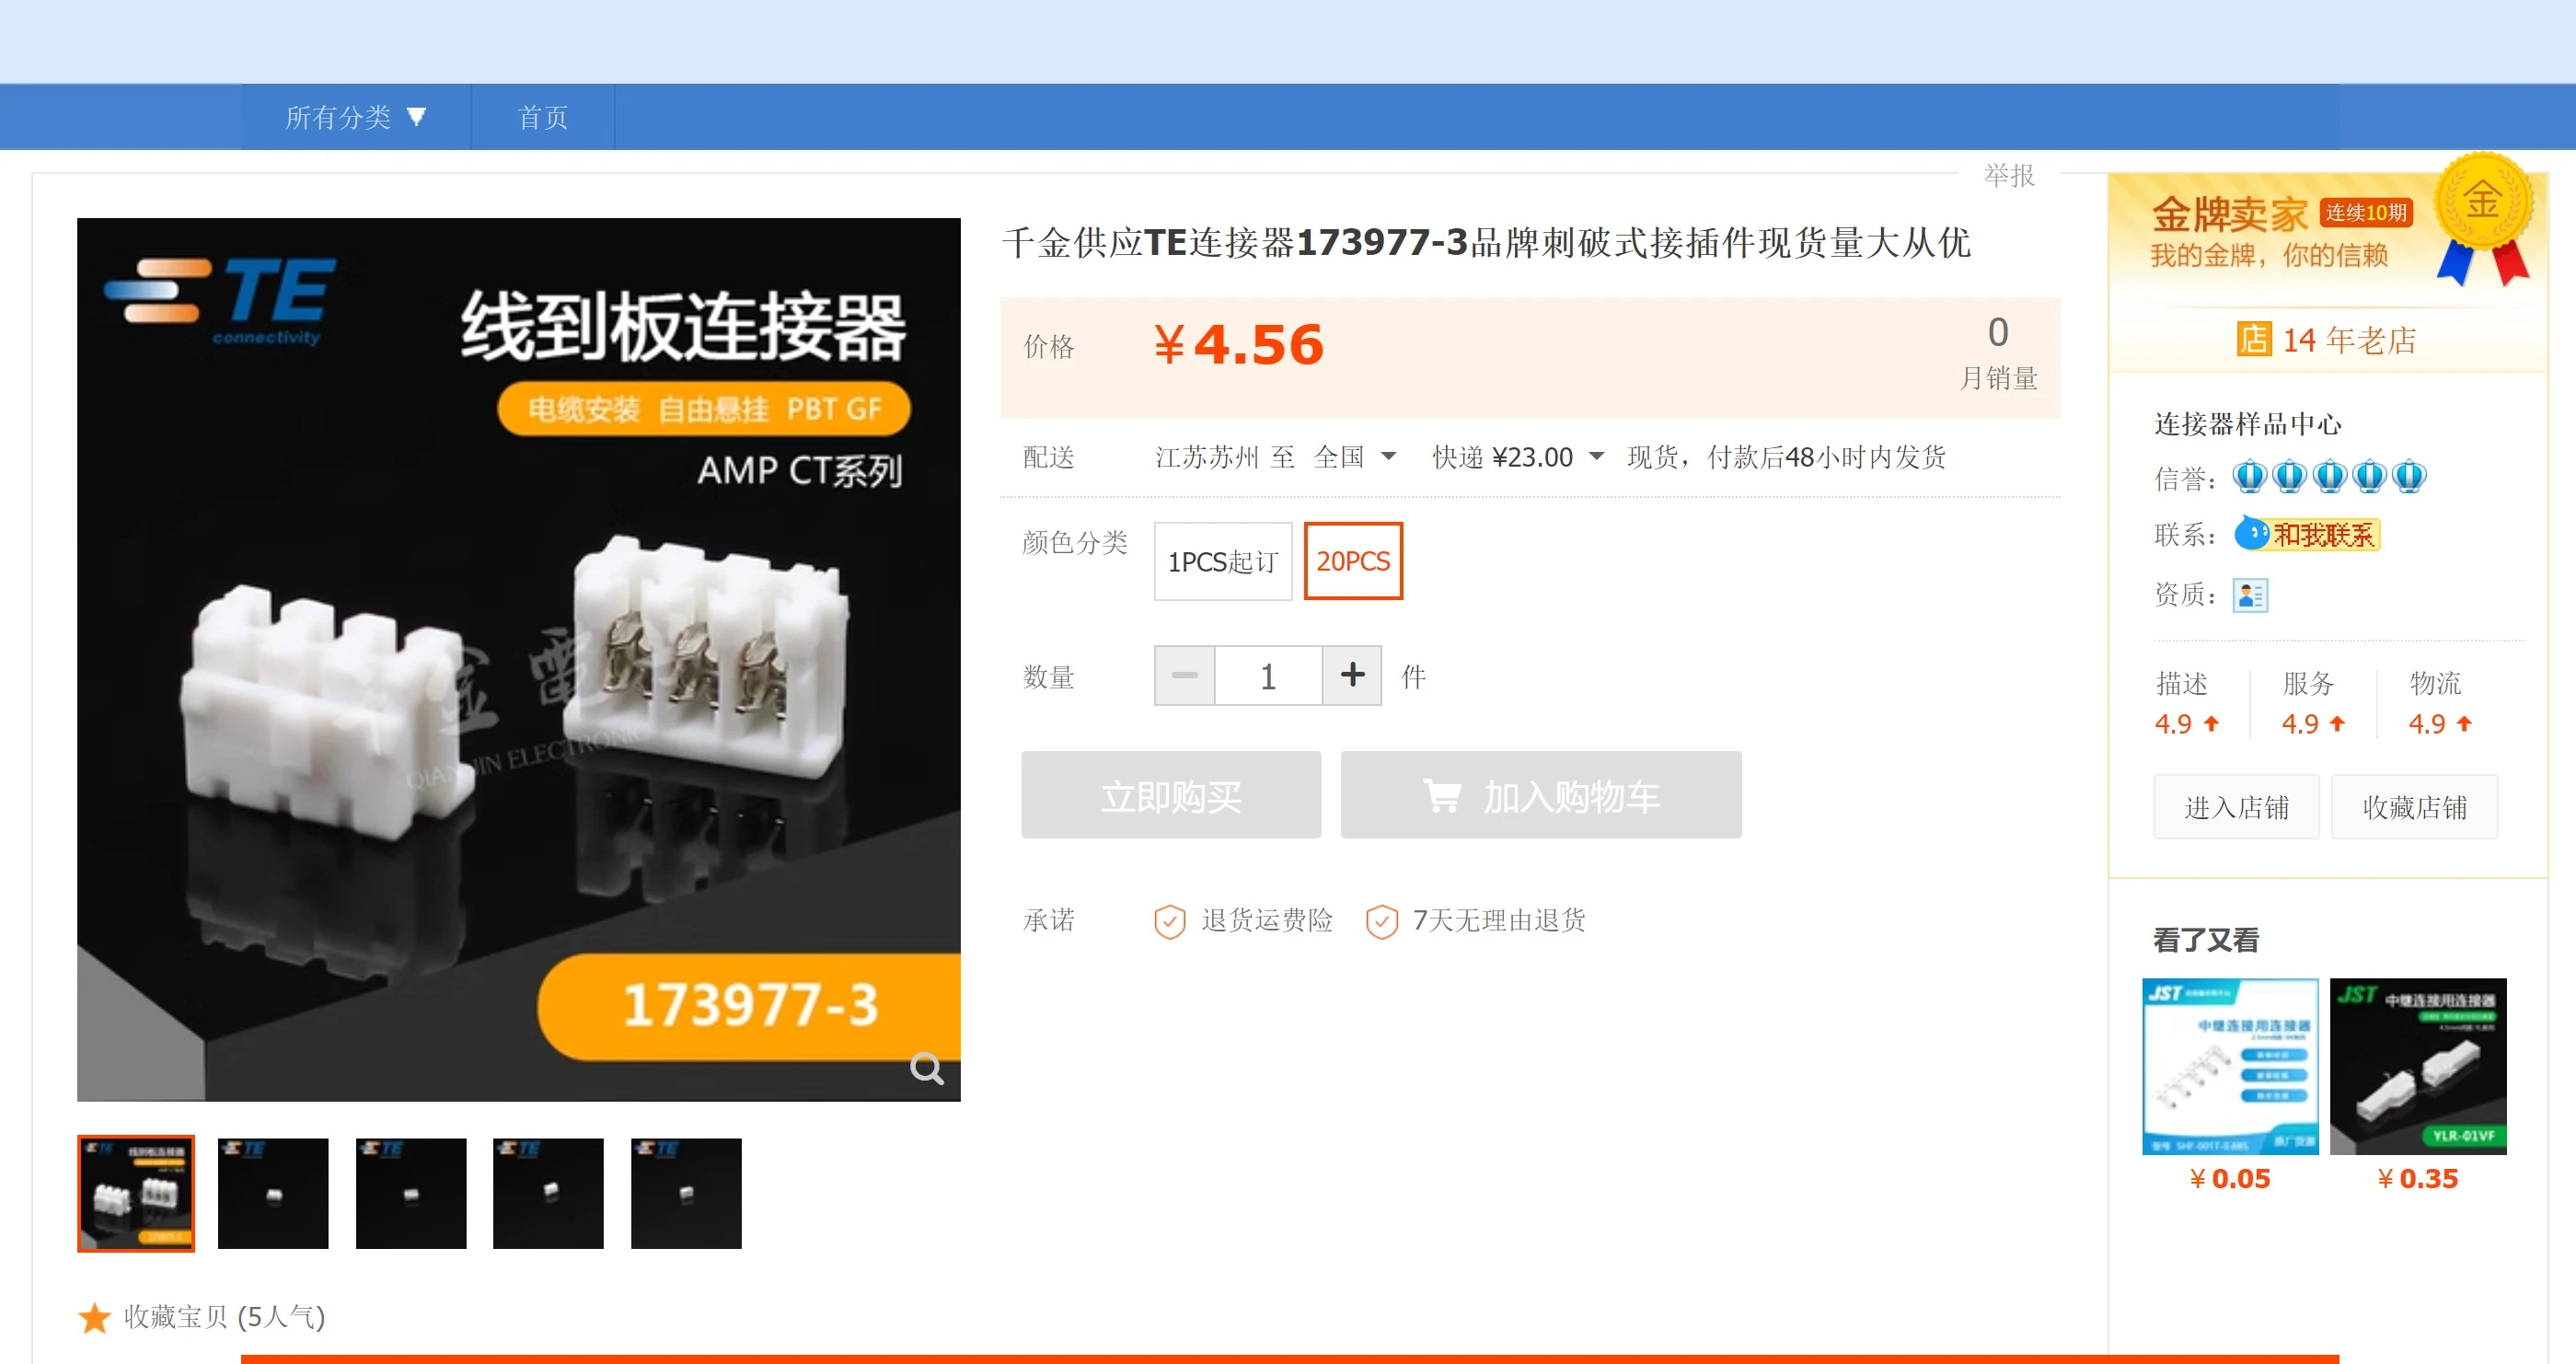 所有分类 ▼ 首页
举报
TE
connectivity
线到板连接器
电缆安装 自由悬挂 PBT GF
AMP CT系列
QIANJIN ELECTRONIC
173977-3
收藏宝贝 (5人气)
千金供应TE连接器173977-3品牌刺破式接插件现货量大从优
价格 ¥4.56
0
月销量
配送 江苏苏州 至 全国 快递 ¥23.00 现货，付款后48小时内发货
颜色分类 1PCS起订 20PCS
数量 1 件
立即购买 加入购物车
承诺 退货运费险 7天无理由退货
金牌卖家 连续10期
金
我的金牌，你的信赖
店 14 年老店
连接器样品中心
信誉：
联系：和我联系
资质：
描述 服务 物流
4.9 4.9 4.9
进入店铺 收藏店铺
看了又看
JST
中继连接用连接器
JST 中继连接用连接器
YLR-01VF
¥0.05 ¥0.35